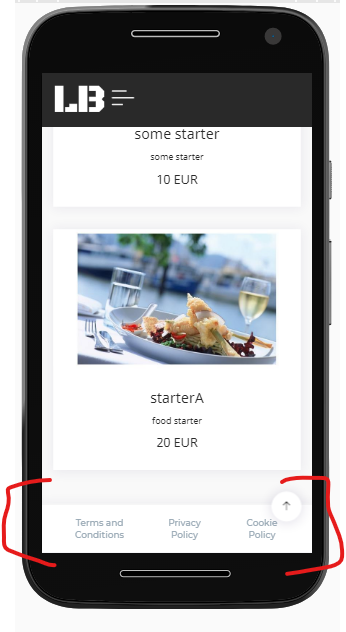 LB
some starter
some starter
10 EUR
starterA
food starter
20 EUR
Terms and Privacy Cookie
Conditions Policy Policy